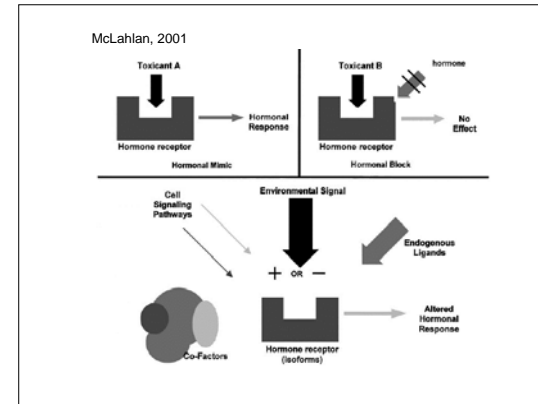 McLahlan, 2001
Toxicant A
Hormonal
Response
Hormone receptor
Hormonal Mimic
Toxicant B
hormone
No
Effect
Hormone receptor
Hormonal Block
Cell
Signaling
Pathways
Environmental Signal
+ OR −
Endogenous
Ligands
Co-Factors
Hormone receptor
(Isoforms)
Altered
Hormonal
Response